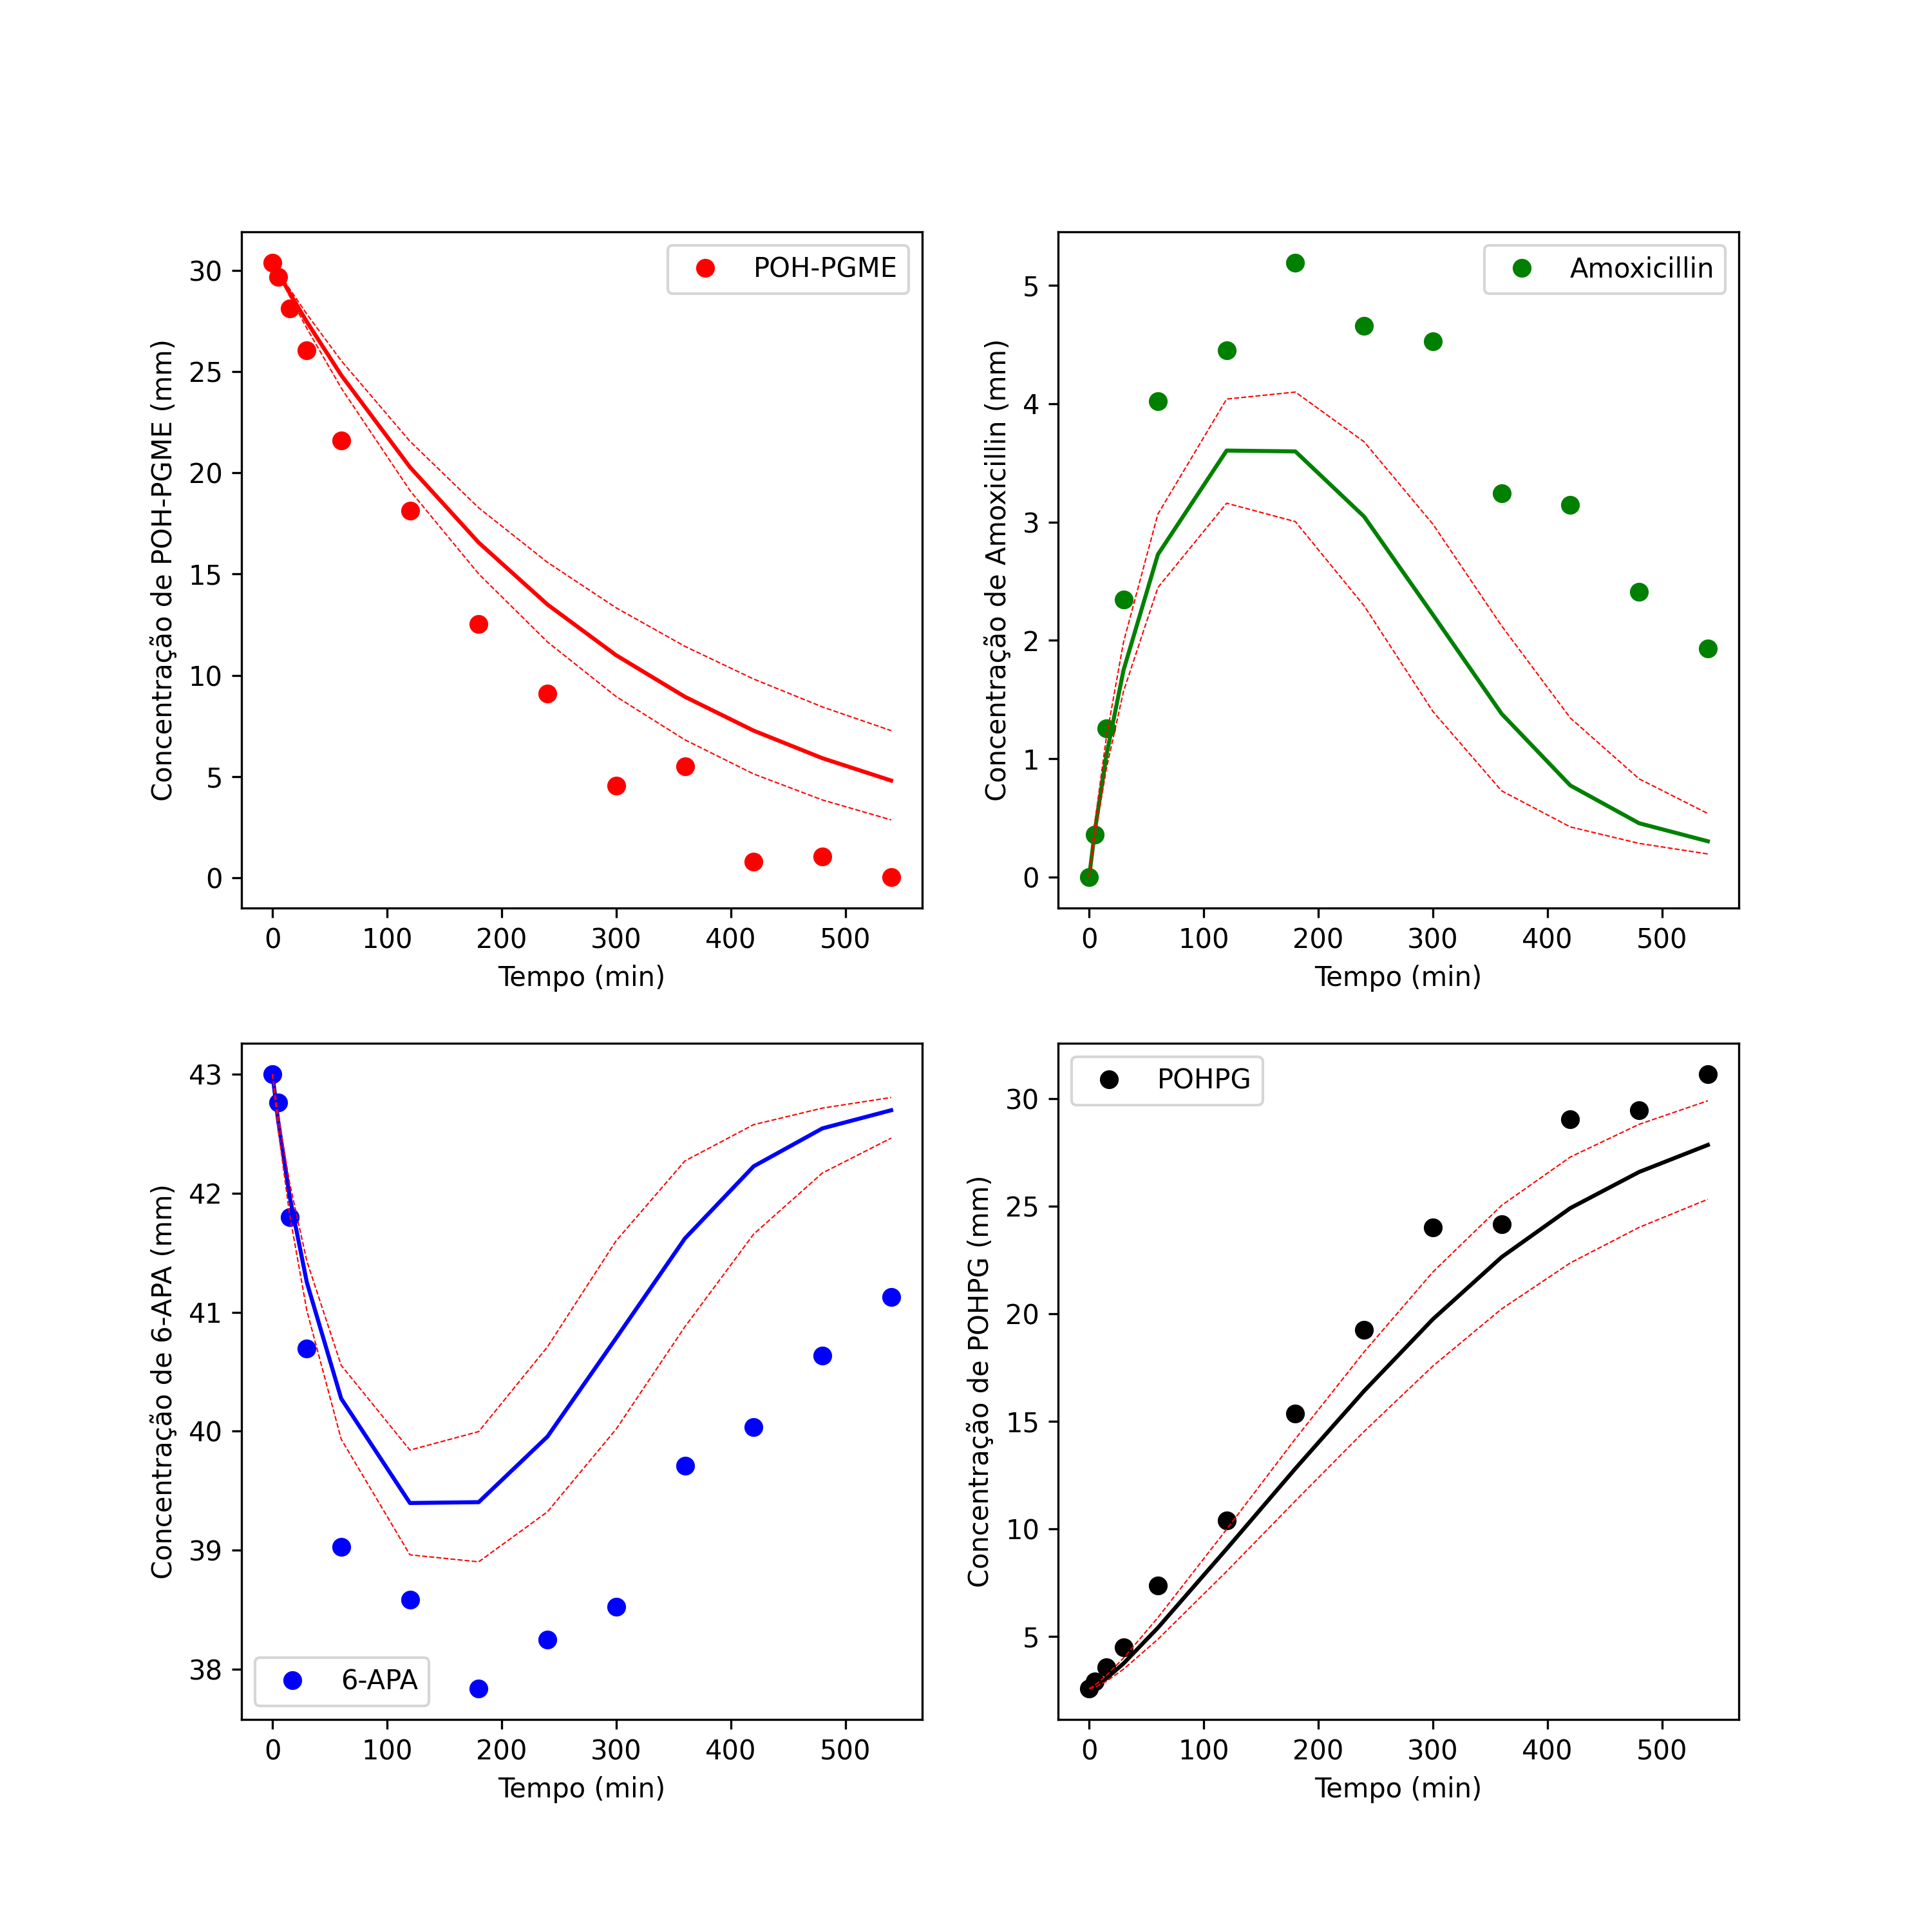 POH-PGME
Concentração de POH-PGME (mm)
30
25
20
15
10
5
0
0 100 200 300 400 500
Tempo (min)
Amoxicillin
Concentração de Amoxicillin (mm)
5
4
3
2
1
0
0 100 200 300 400 500
Tempo (min)
Concentração de 6-APA (mm)
43
42
41
40
39
38
6-APA
0 100 200 300 400 500
Tempo (min)
POHPG
Concentração de POHPG (mm)
30
25
20
15
10
5
0 100 200 300 400 500
Tempo (min)